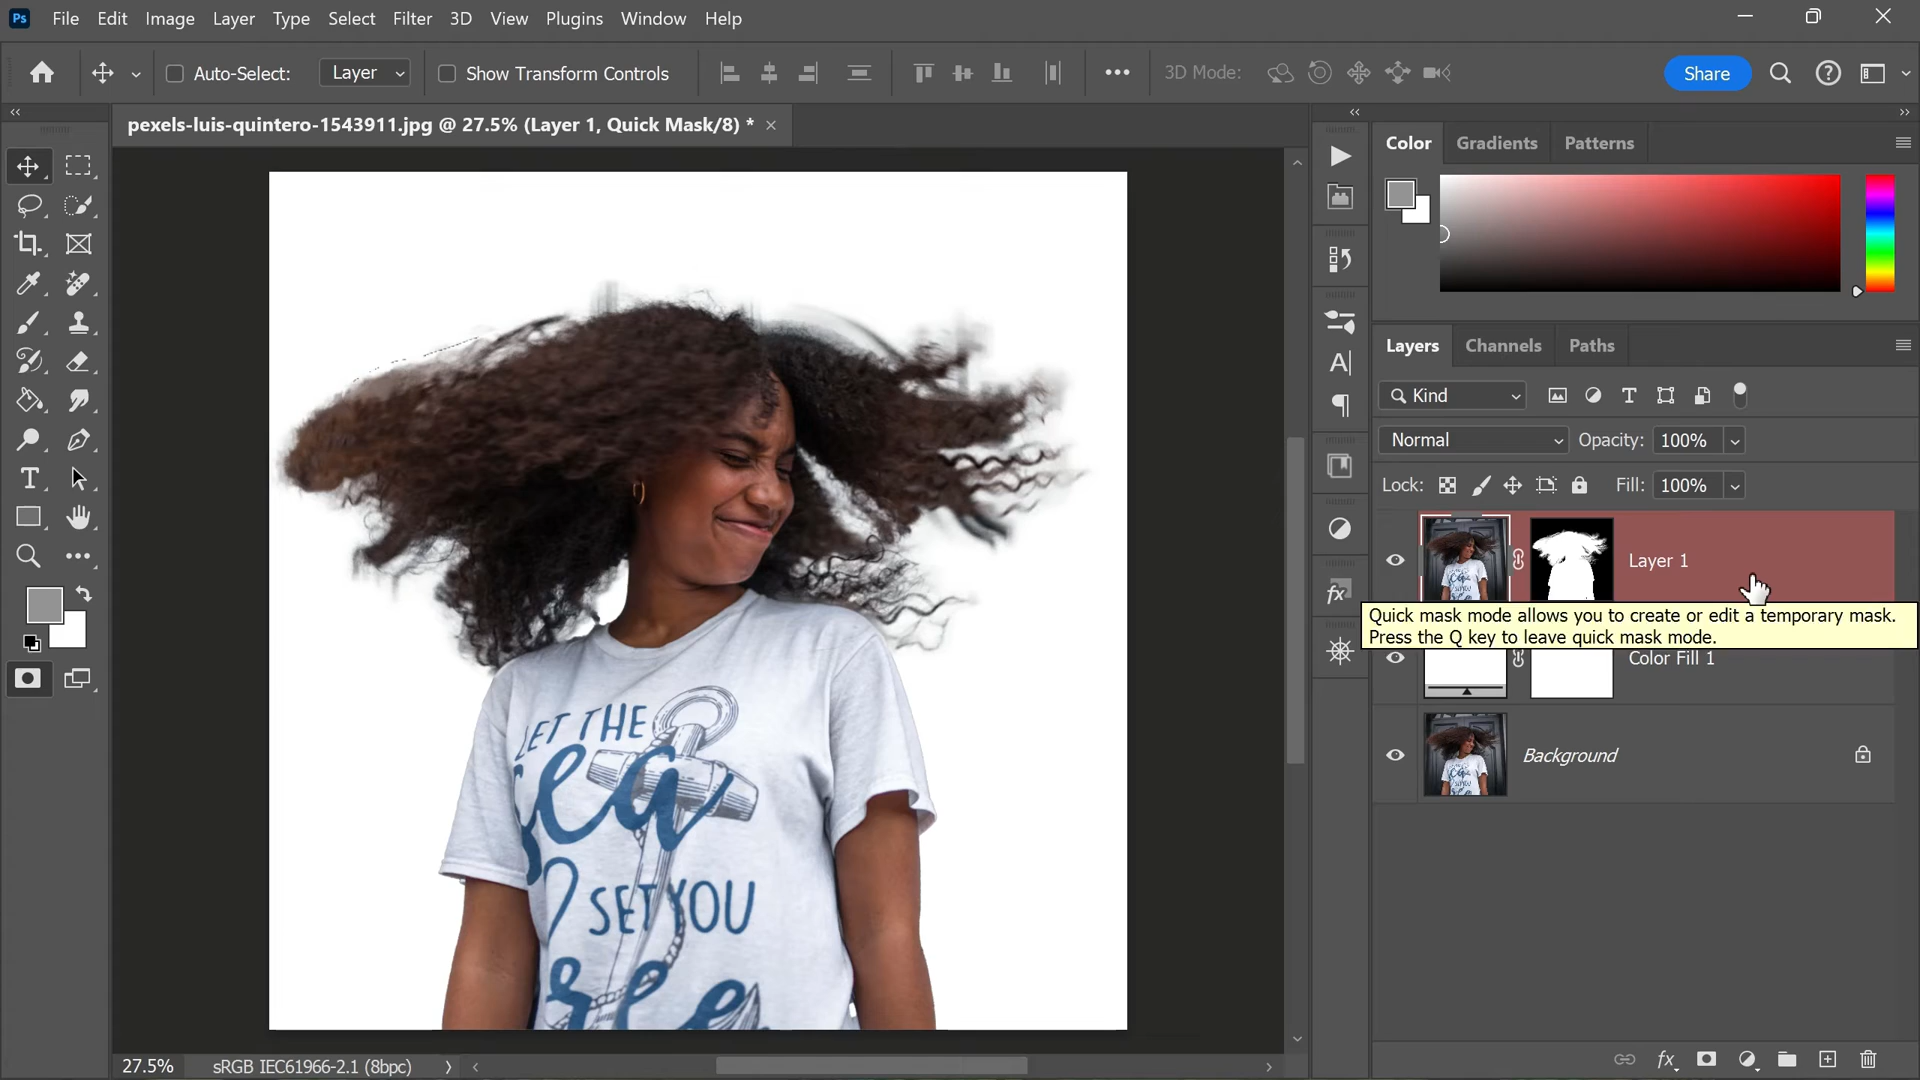 Ps File Edit Image Layer Type Select Filter 3D View Plugins Window Help
Auto-Select: Layer Show Transform Controls 3D Mode: Share
pexels-luis-quintero-1543911.jpg @ 27.5% (Layer 1, Quick Mask/8) *
Color Gradients Patterns
Layers Channels Paths
Kind
Normal Opacity: 100%
Lock: Fill: 100%
Layer 1
Quick mask mode allows you to create or edit a temporary mask.
Press the Q key to leave quick mask mode.
Color Fill 1
Background
LET THE
sea
SET YOU
free
27.5% sRGB IEC61966-2.1 (8bpc)